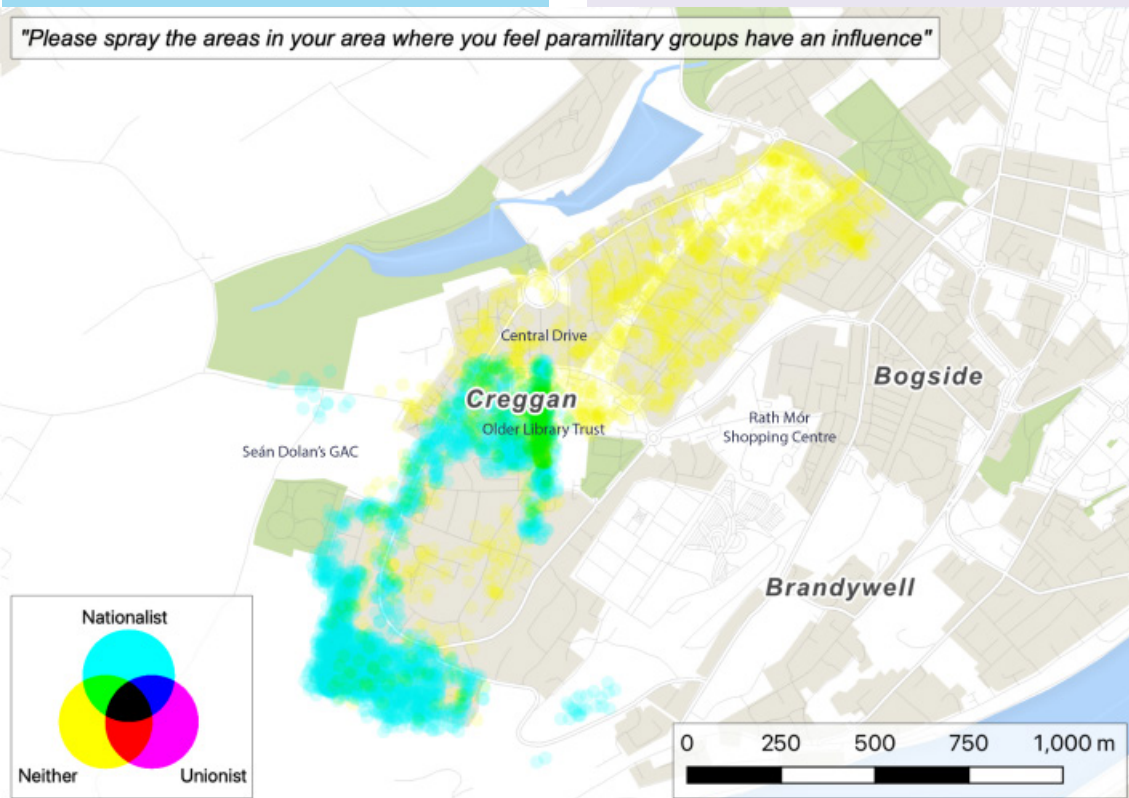 "Please spray the areas in your area where you feel paramilitary groups have an influence"
Central Drive
Creggan
Bogside
Older Library Trust
Rath Mór
Shopping Centre
Seán Dolan's GAC
Brandywell
Nationalist
Neither
Unionist
0 250 500 750 1,000 m